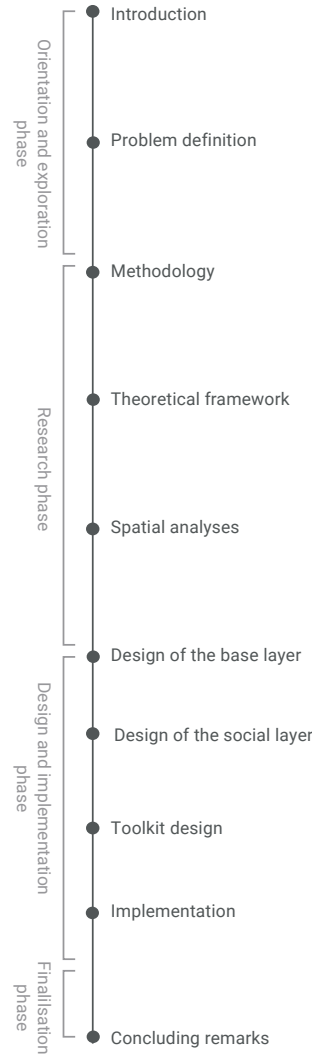 Orientation and exploration
phase
Introduction
Problem definition
Research phase
Methodology
Theoretical framework
Spatial analyses
Design and implementation
phase
Design of the base layer
Design of the social layer
Toolkit design
Implementation
Finalilsation
phase
Concluding remarks